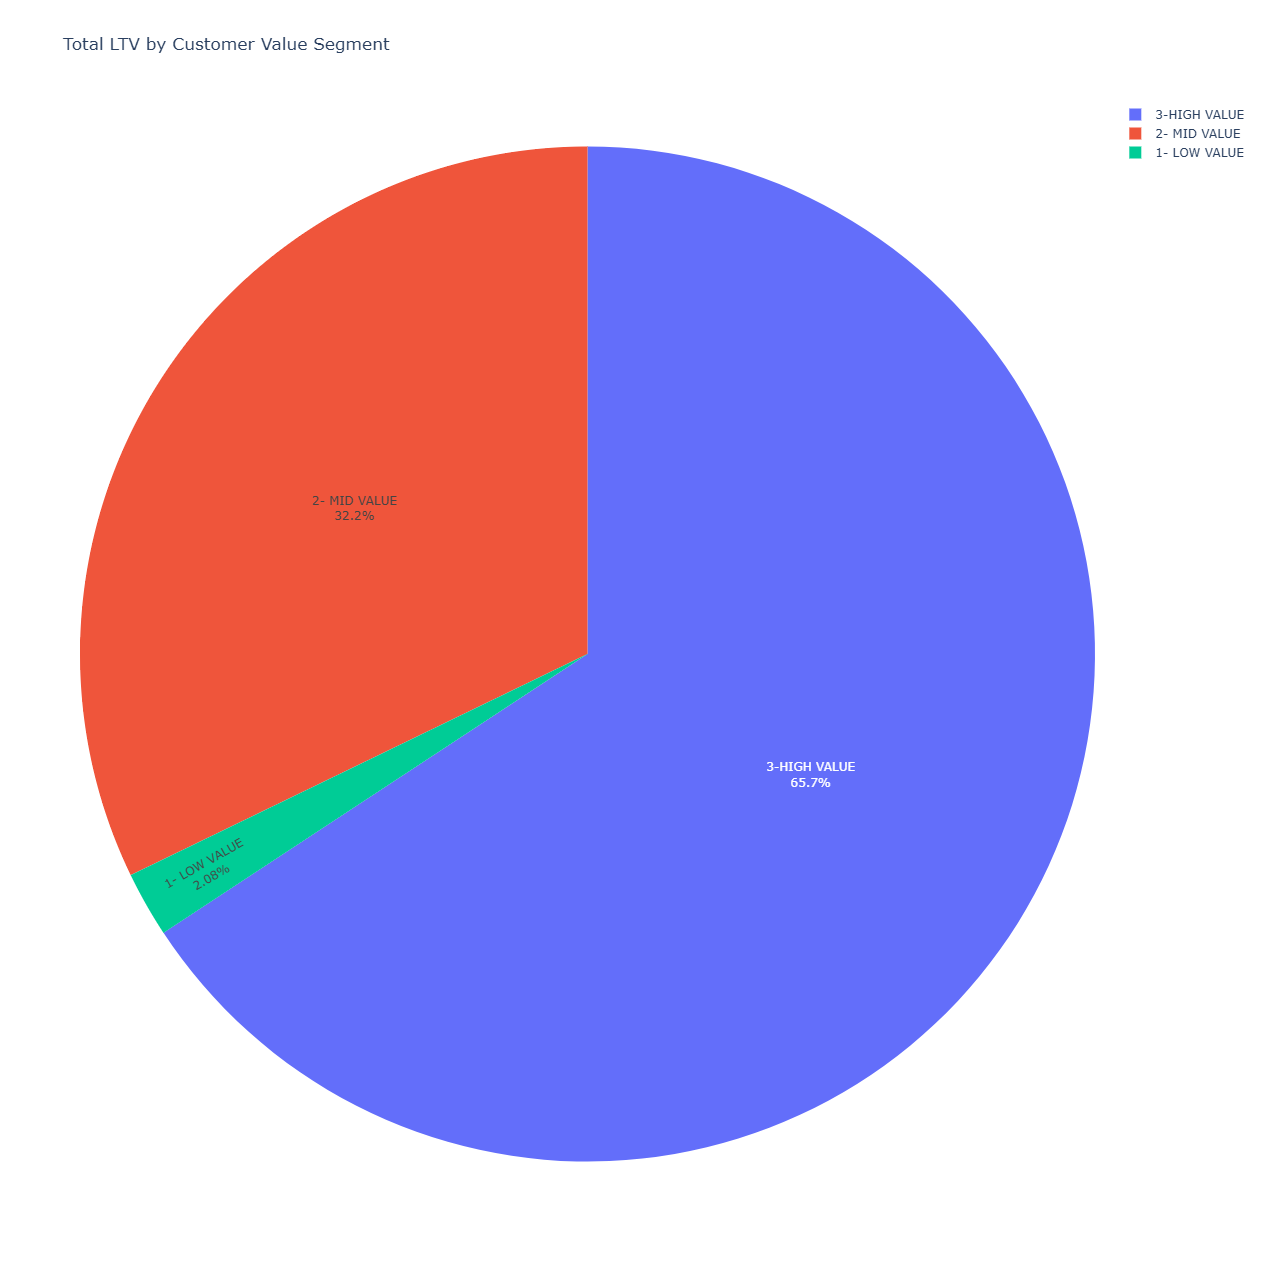 Total LTV by Customer Value Segment
3-HIGH VALUE
2- MID VALUE
1- LOW VALUE
2- MID VALUE
32.2%
3-HIGH VALUE
65.7%
1- LOW VALUE
2.08%